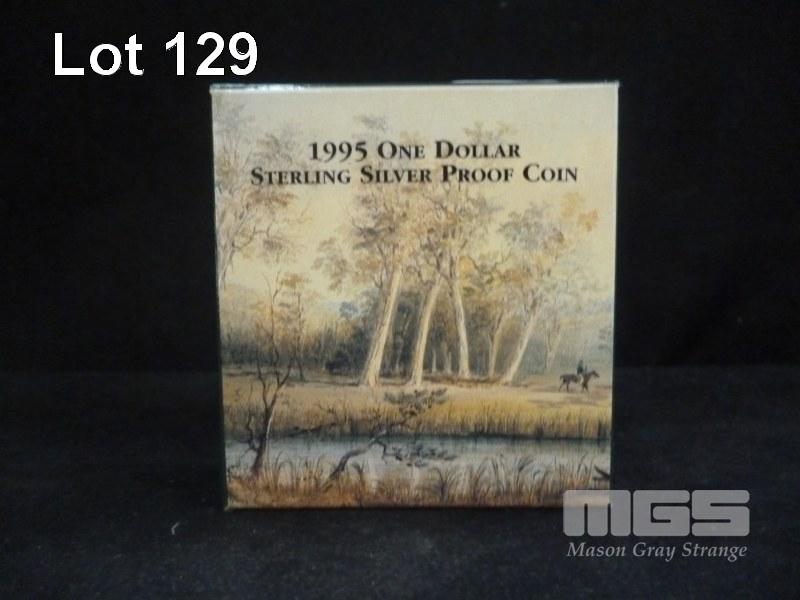 Lot 129
1995 One Dollar
Sterling Silver Proof Coin
MGS
Mason Gray Strange